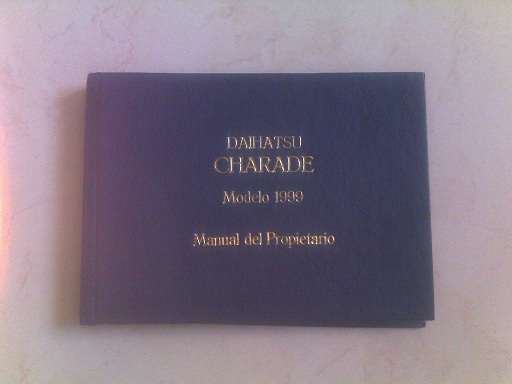 DAIHATSU
CHARADE
Modelo 1999
Manual del Propietario